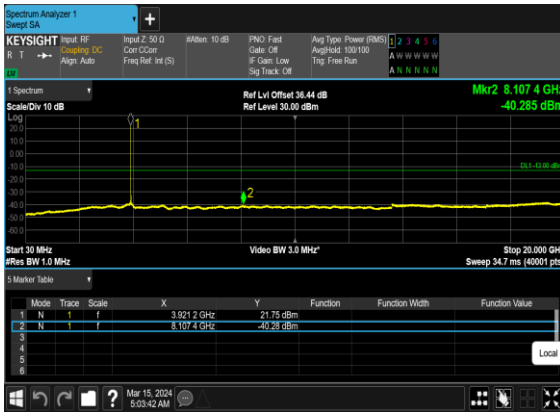 Spectrum Analyzer 1
Swept SA
KEYSIGHT Input: RF Input Z: 50 Ω #Atten: 10 dB PNO: Fast Avg Type: Power (RMS) 1 2 3 4 5 6
R T Coupling: DC Corr CCorr Gate: Off Avg|Hold: 100/100 A W W W W W
Align: Auto Freq Ref: Int (S) IF Gain: Low Trig: Free Run
LXI Sig Track: Off A N N N N N
1 Spectrum Ref Lvl Offset 36.44 dB Mkr2 8.107 4 GHz
Scale/Div 10 dB Ref Level 30.00 dBm -40.285 dBm
Log
20.0
10.0
0.00
-10.0
-20.0
-30.0
-40.0
-50.0
-60.0
1
2
DL1 -13.00 dBm
Start 30 MHz Video BW 3.0 MHz* Stop 20.000 GHz
#Res BW 1.0 MHz Sweep 34.7 ms (40001 pts)
5 Marker Table
Mode Trace Scale X Y Function Function Width Function Value
1 N 1 f 3.921 2 GHz 21.75 dBm
2 N 1 f 8.107 4 GHz -40.28 dBm
3
4
5
6
Local
Mar 15, 2024
5:03:42 AM